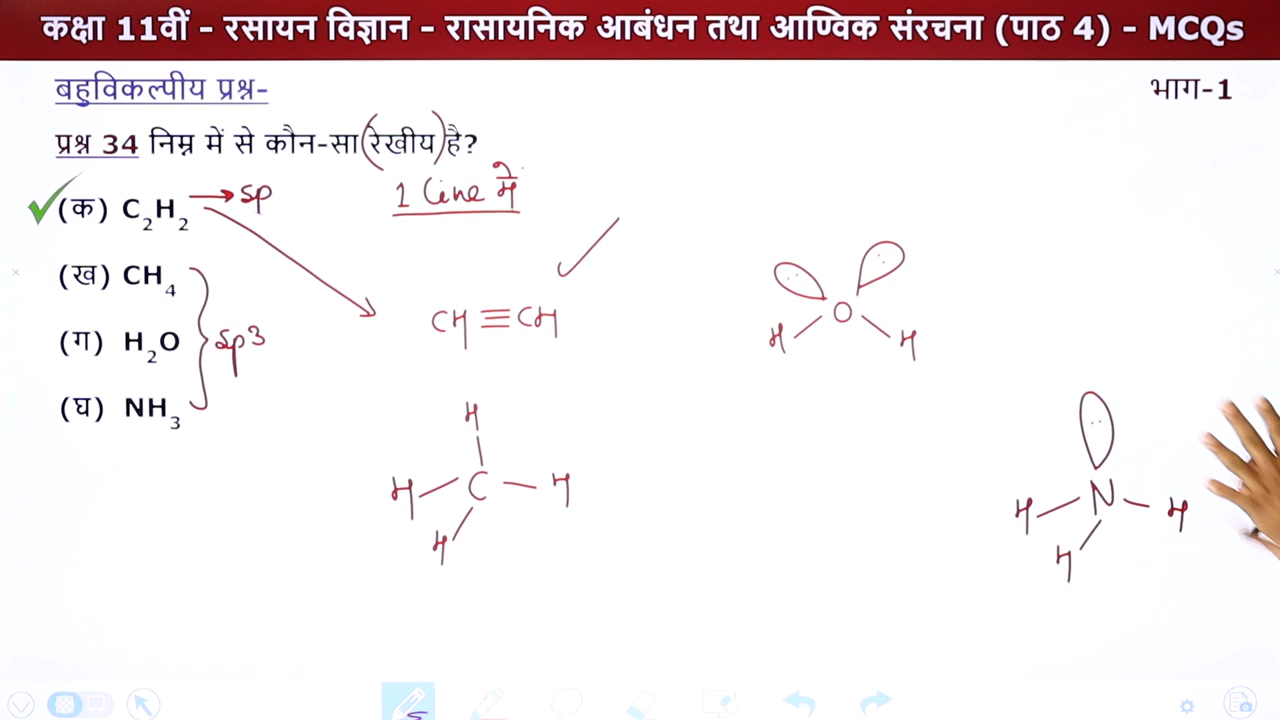 कक्षा 11वीं - रसायन विज्ञान - रासायनिक आबंधन तथा आण्विक संरचना (पाठ 4) - MCQs
बहुविकल्पीय प्रश्न-
भाग-1
प्रश्न 34 निम्न में से कौन-सा रेखीय है?
1 Line में
(क) C2H2 → sp
(ख) CH4
(ग) H2O
(घ) NH3
sp3
CH ≡ CH
O
H H
H
H C H
H
N
H H
H